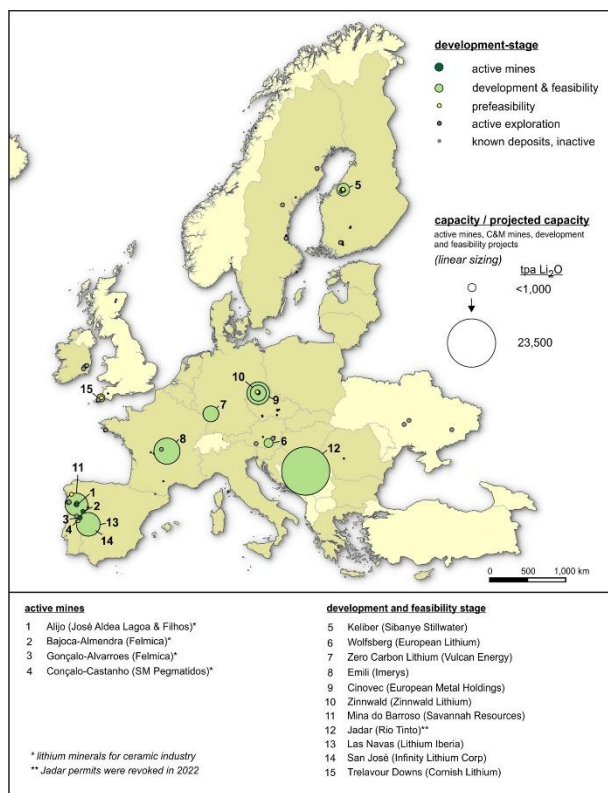 development-stage
active mines
development & feasibility
prefeasibility
active exploration
known deposits, inactive
capacity / projected capacity
active mines, C&M mines, development
and feasibility projects
(linear sizing)
tpa Li2O
<1,000
23,500
5
15
10
9
7
8
6
12
11
1
2
3
4
13
14
0 500 1,000 km
active mines
1 Alijo (José Aldea Lagoa & Filhos)*
2 Bajoca-Almendra (Felmica)*
3 Gonçalo-Alvarroes (Felmica)*
4 Conçalo-Castanho (SM Pegmatidos)*
* lithium minerals for ceramic industry
** Jadar permits were revoked in 2022
development and feasibility stage
5 Keliber (Sibanye Stillwater)
6 Wolfsberg (European Lithium)
7 Zero Carbon Lithium (Vulcan Energy)
8 Emili (Imerys)
9 Cinovec (European Metal Holdings)
10 Zinnwald (Zinnwald Lithium)
11 Mina do Barroso (Savannah Resources)
12 Jadar (Rio Tinto)**
13 Las Navas (Lithium Iberia)
14 San José (Infinity Lithium Corp)
15 Trelavour Downs (Cornish Lithium)